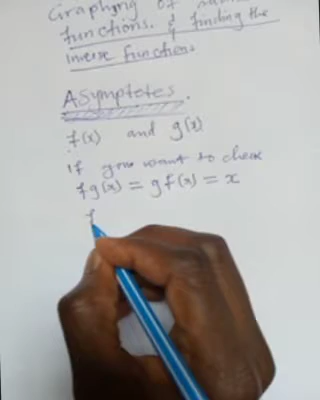 Graphing of
functions. & finding the
inverse functions
Asymptotes.
f(x) and g(x)
If you want to check
fg(x) = gf(x) = x
f